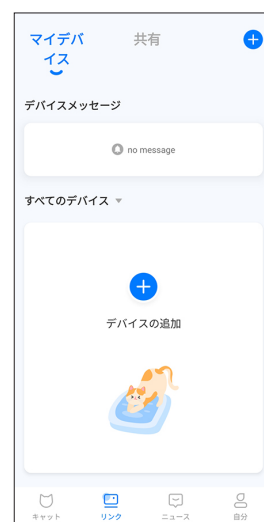 マイデバ
イス
共有
デバイスメッセージ
no message
すべてのデバイス
デバイスの追加
キャット
リンク
ニュース
自分